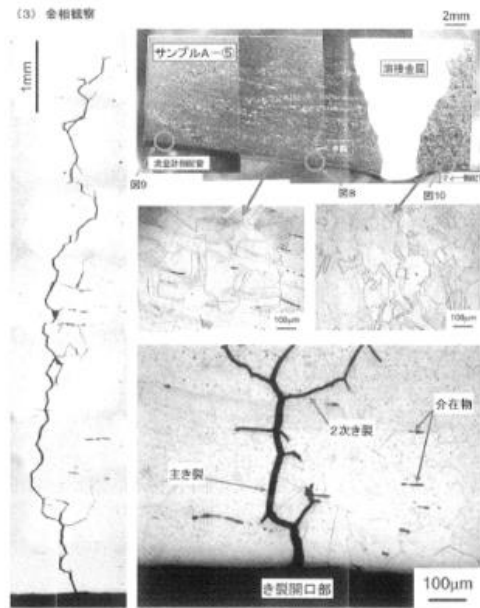 (3) 金相観察
1mm
2mm
サンプルA-⑤
溶接金属
き裂
図9
図8
図10
100μm
100μm
2次き裂
介在物
主き裂
き裂開口部
100μm